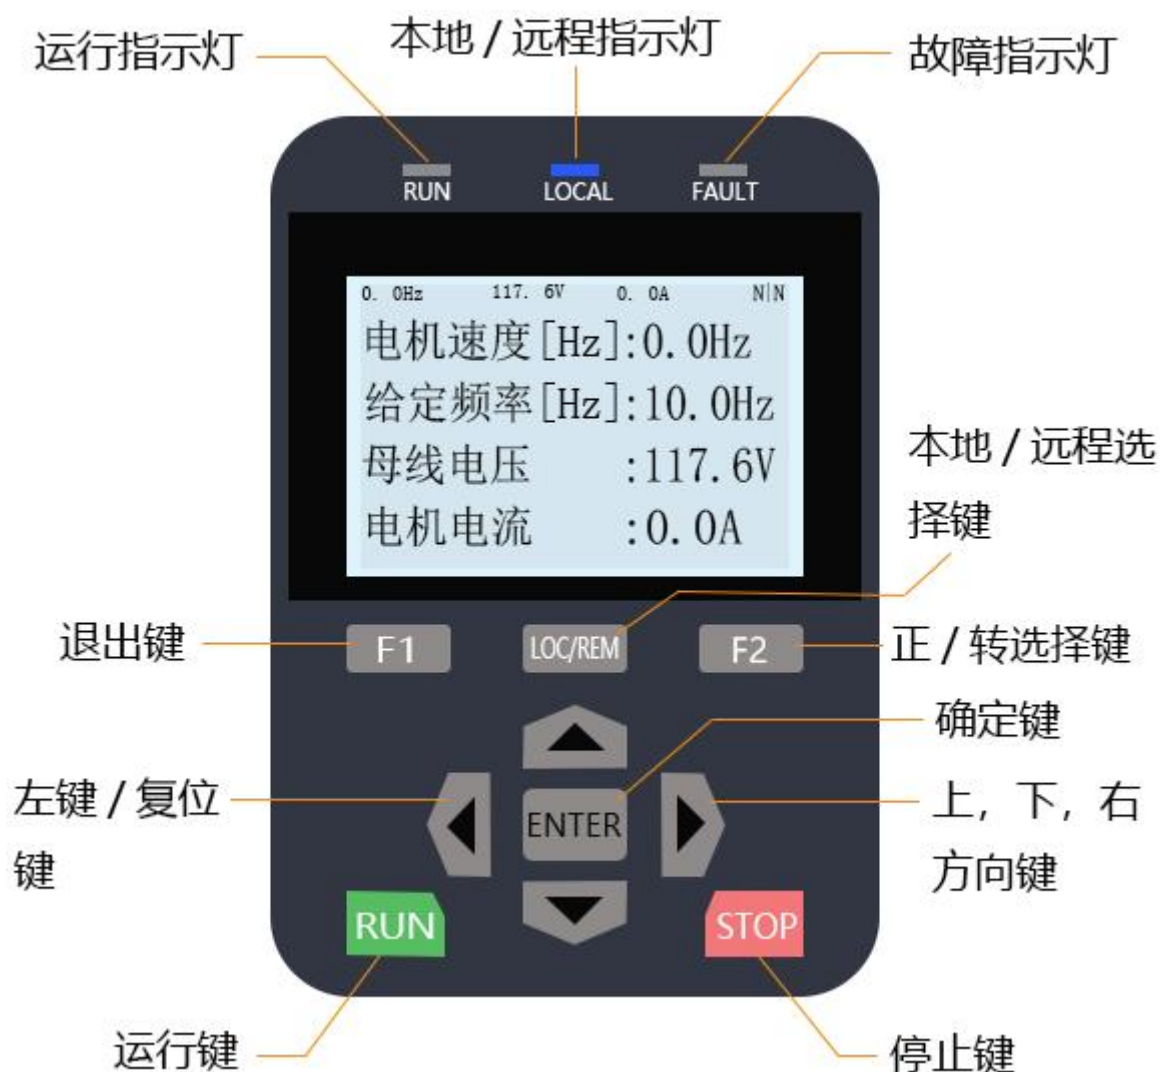 运行指示灯
本地 / 远程指示灯
故障指示灯
RUN
LOCAL
FAULT
0. 0Hz 117. 6V 0. 0A N|N
电机速度[Hz]:0.0Hz
给定频率[Hz]:10.0Hz
母线电压 :117.6V
电机电流 :0.0A
本地 / 远程选
择键
退出键
F1
LOC/REM
F2
正 / 转选择键
确定键
左键 / 复位
键
ENTER
上，下，右
方向键
RUN
STOP
运行键
停止键